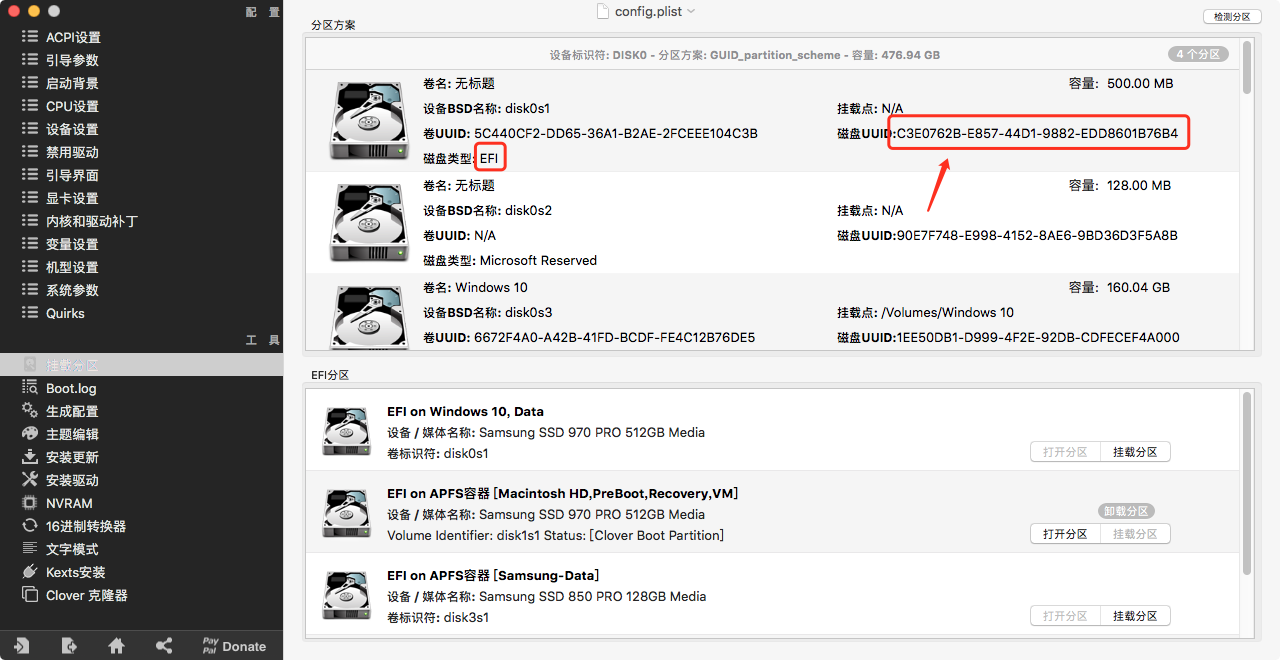 配 置
ACPI设置
引导参数
启动背景
CPU设置
设备设置
禁用驱动
引导界面
显卡设置
内核和驱动补丁
变量设置
机型设置
系统参数
Quirks
工 具
挂载分区
Boot.log
生成配置
主题编辑
安装更新
安装驱动
NVRAM
16进制转换器
文字模式
Kexts安装
Clover 克隆器
Pay
Pal
Donate
config.plist
检测分区
分区方案
设备标识符: DISK0 - 分区方案: GUID_partition_scheme - 容量: 476.94 GB
4 个分区
卷名: 无标题
容量: 500.00 MB
设备BSD名称: disk0s1
挂载点: N/A
卷UUID: 5C440CF2-DD65-36A1-B2AE-2FCEEE104C3B
磁盘UUID:C3E0762B-E857-44D1-9882-EDD8601B76B4
磁盘类型: EFI
卷名: 无标题
容量: 128.00 MB
设备BSD名称: disk0s2
挂载点: N/A
卷UUID: N/A
磁盘UUID:90E7F748-E998-4152-8AE6-9BD36D3F5A8B
磁盘类型: Microsoft Reserved
卷名: Windows 10
容量: 160.04 GB
设备BSD名称: disk0s3
挂载点: /Volumes/Windows 10
卷UUID: 6672F4A0-A42B-41FD-BCDF-FE4C12B76DE5
磁盘UUID:1EE50DB1-D999-4F2E-92DB-CDFECEF4A000
EFI分区
EFI on Windows 10, Data
设备 / 媒体名称: Samsung SSD 970 PRO 512GB Media
卷标识符: disk0s1
打开分区 挂载分区
EFI on APFS容器 [Macintosh HD,PreBoot,Recovery,VM]
设备 / 媒体名称: Samsung SSD 970 PRO 512GB Media
卸载分区
Volume Identifier: disk1s1 Status: [Clover Boot Partition]
打开分区 挂载分区
EFI on APFS容器 [Samsung-Data]
设备 / 媒体名称: Samsung SSD 850 PRO 128GB Media
卷标识符: disk3s1
打开分区 挂载分区